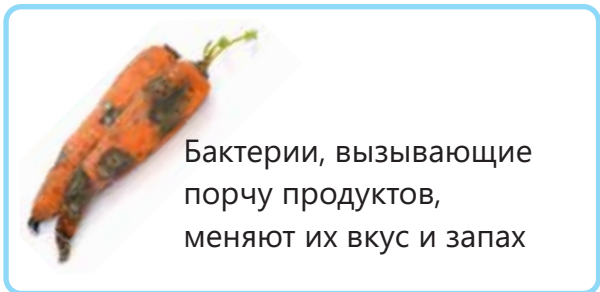 Бактерии, вызывающие
порчу продуктов,
меняют их вкус и запах